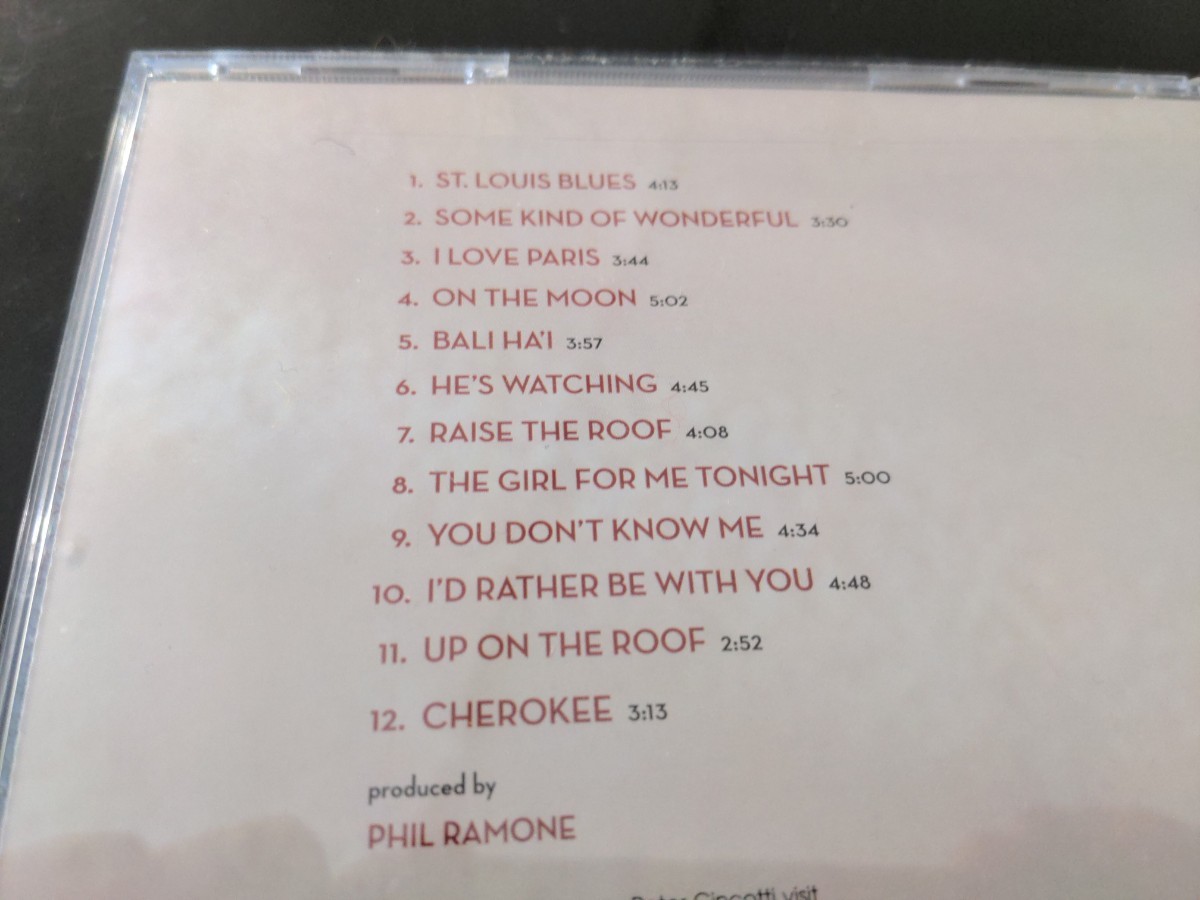 1. ST. LOUIS BLUES 4:13
2. SOME KIND OF WONDERFUL 3:30
3. I LOVE PARIS 3:44
4. ON THE MOON 5:02
5. BALI HA'I 3:57
6. HE'S WATCHING 4:45
7. RAISE THE ROOF 4:08
8. THE GIRL FOR ME TONIGHT 5:00
9. YOU DON'T KNOW ME 4:34
10. I'D RATHER BE WITH YOU 4:48
11. UP ON THE ROOF 2:52
12. CHEROKEE 3:13
produced by
PHIL RAMONE
Peter Cincotti visit